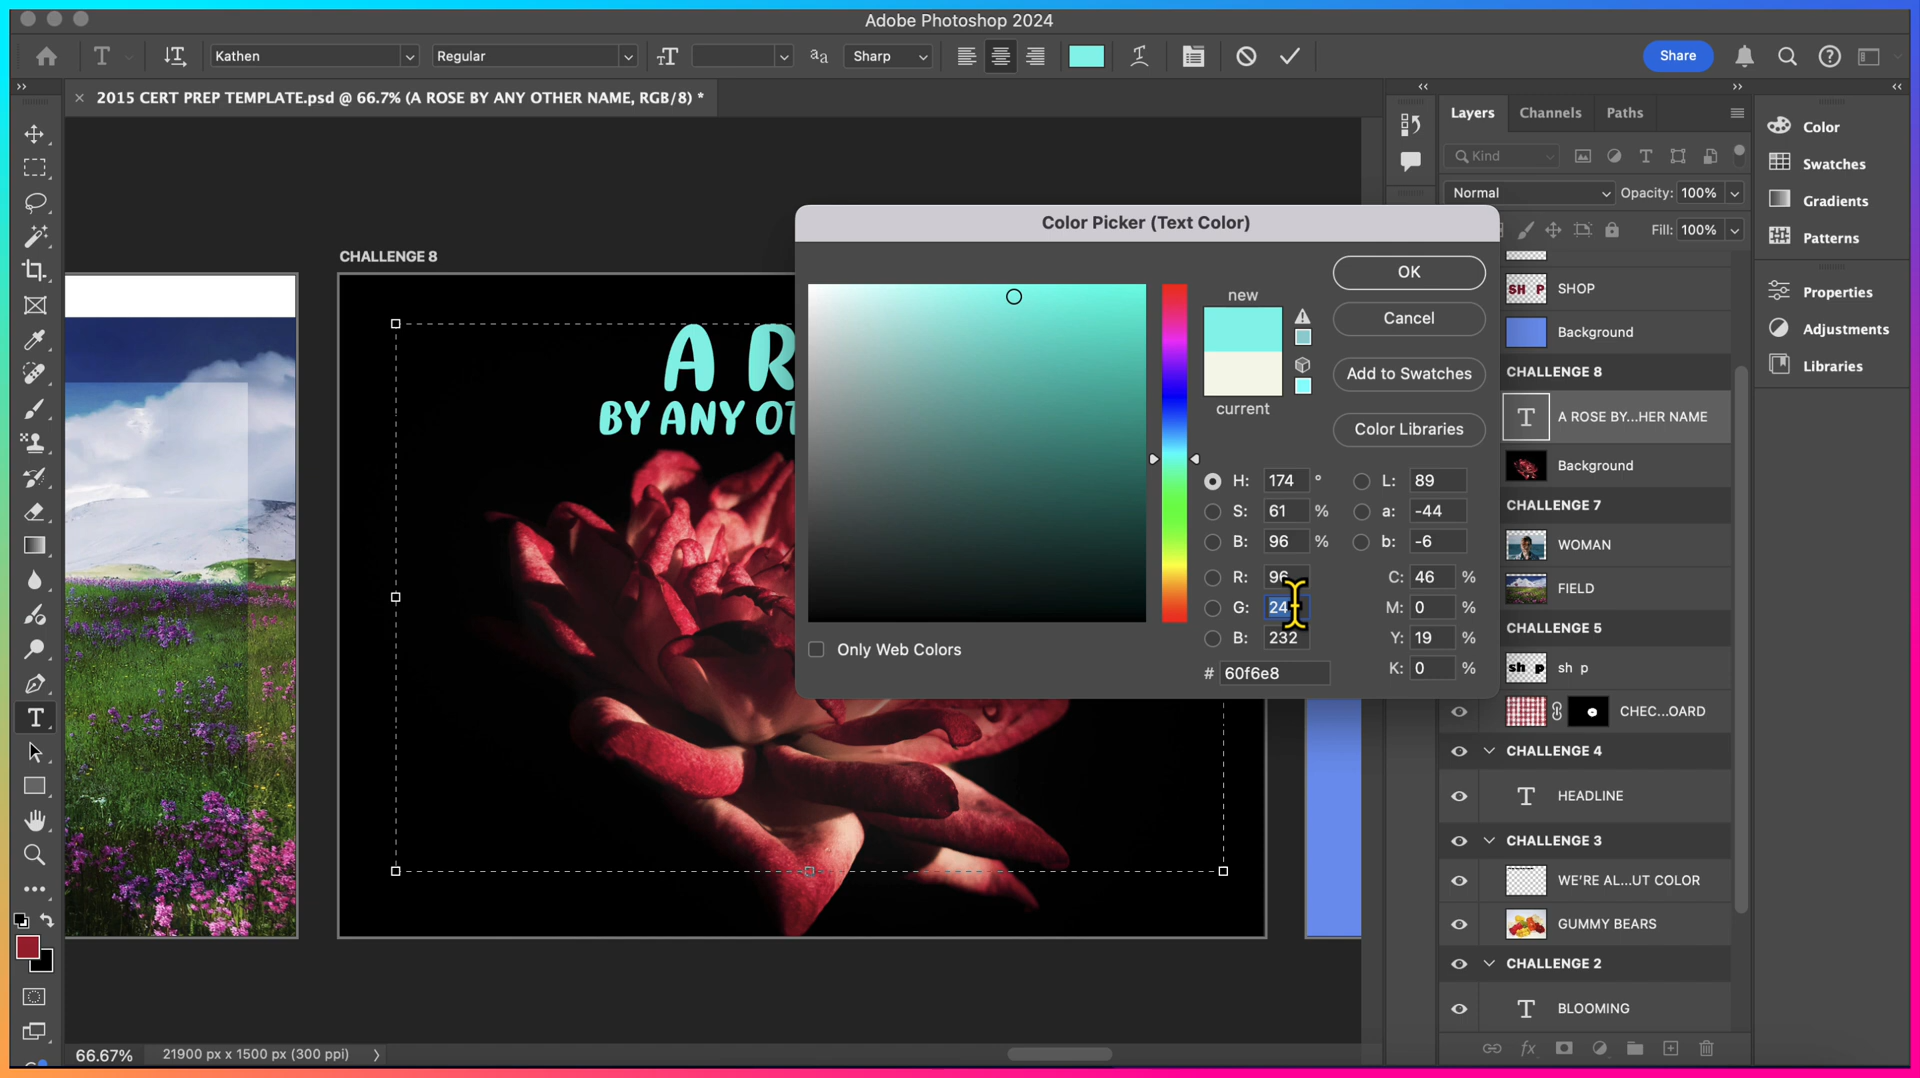 Adobe Photoshop 2024
Kathen
Regular
Sharp
Share
2015 CERT PREP TEMPLATE.psd @ 66.7% (A ROSE BY ANY OTHER NAME, RGB/8) *
CHALLENGE 8
A R
BY ANY OT
Color Picker (Text Color)
new
current
OK
Cancel
Add to Swatches
Color Libraries
H: 174 °
S: 61 %
B: 96 %
R: 96
G: 24
B: 232
# 60f6e8
L: 89
a: -44
b: -6
C: 46 %
M: 0 %
Y: 19 %
K: 0 %
Only Web Colors
Layers
Channels
Paths
Kind
Normal
Opacity: 100%
Fill: 100%
SH P
SHOP
Background
CHALLENGE 8
A ROSE BY...HER NAME
Background
CHALLENGE 7
WOMAN
FIELD
CHALLENGE 5
sh p
sh p
CHEC...OARD
CHALLENGE 4
HEADLINE
CHALLENGE 3
WE'RE AL...UT COLOR
GUMMY BEARS
CHALLENGE 2
BLOOMING
Color
Swatches
Gradients
Patterns
Properties
Adjustments
Libraries
66.67%
21900 px x 1500 px (300 ppi)